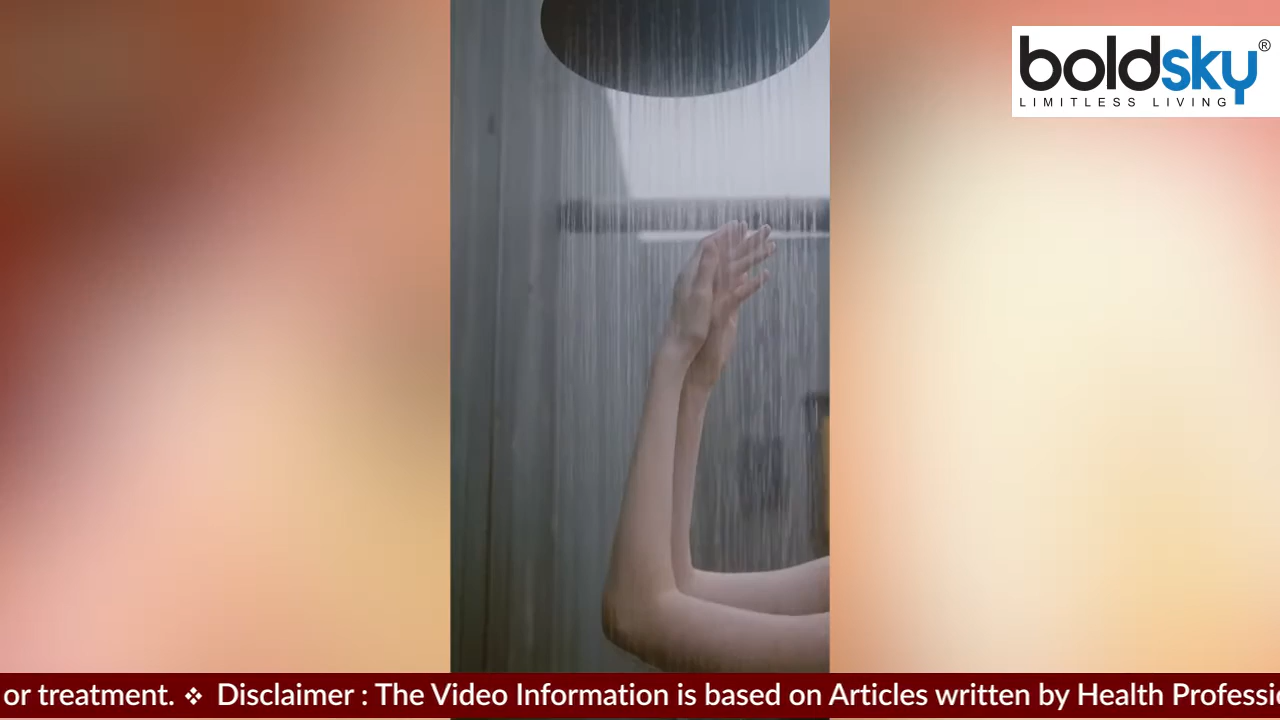 boldsky®
LIMITLESS LIVING
or treatment. ❖ Disclaimer : The Video Information is based on Articles written by Health Professi